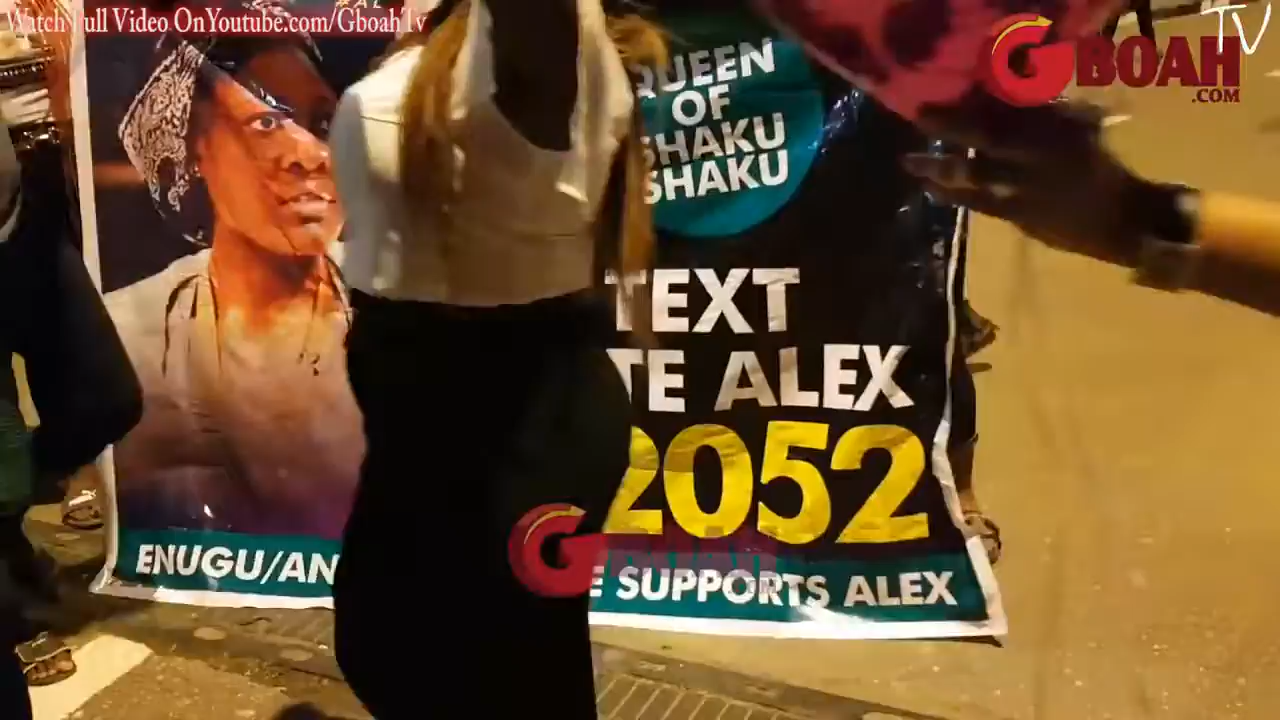 Watch Full Video OnYoutube.com/GboahTv
TV
GBOAH
.COM
QUEEN
OF
SHAKU
SHAKU
TEXT
TE ALEX
2052
ENUGU/AN
E SUPPORTS ALEX